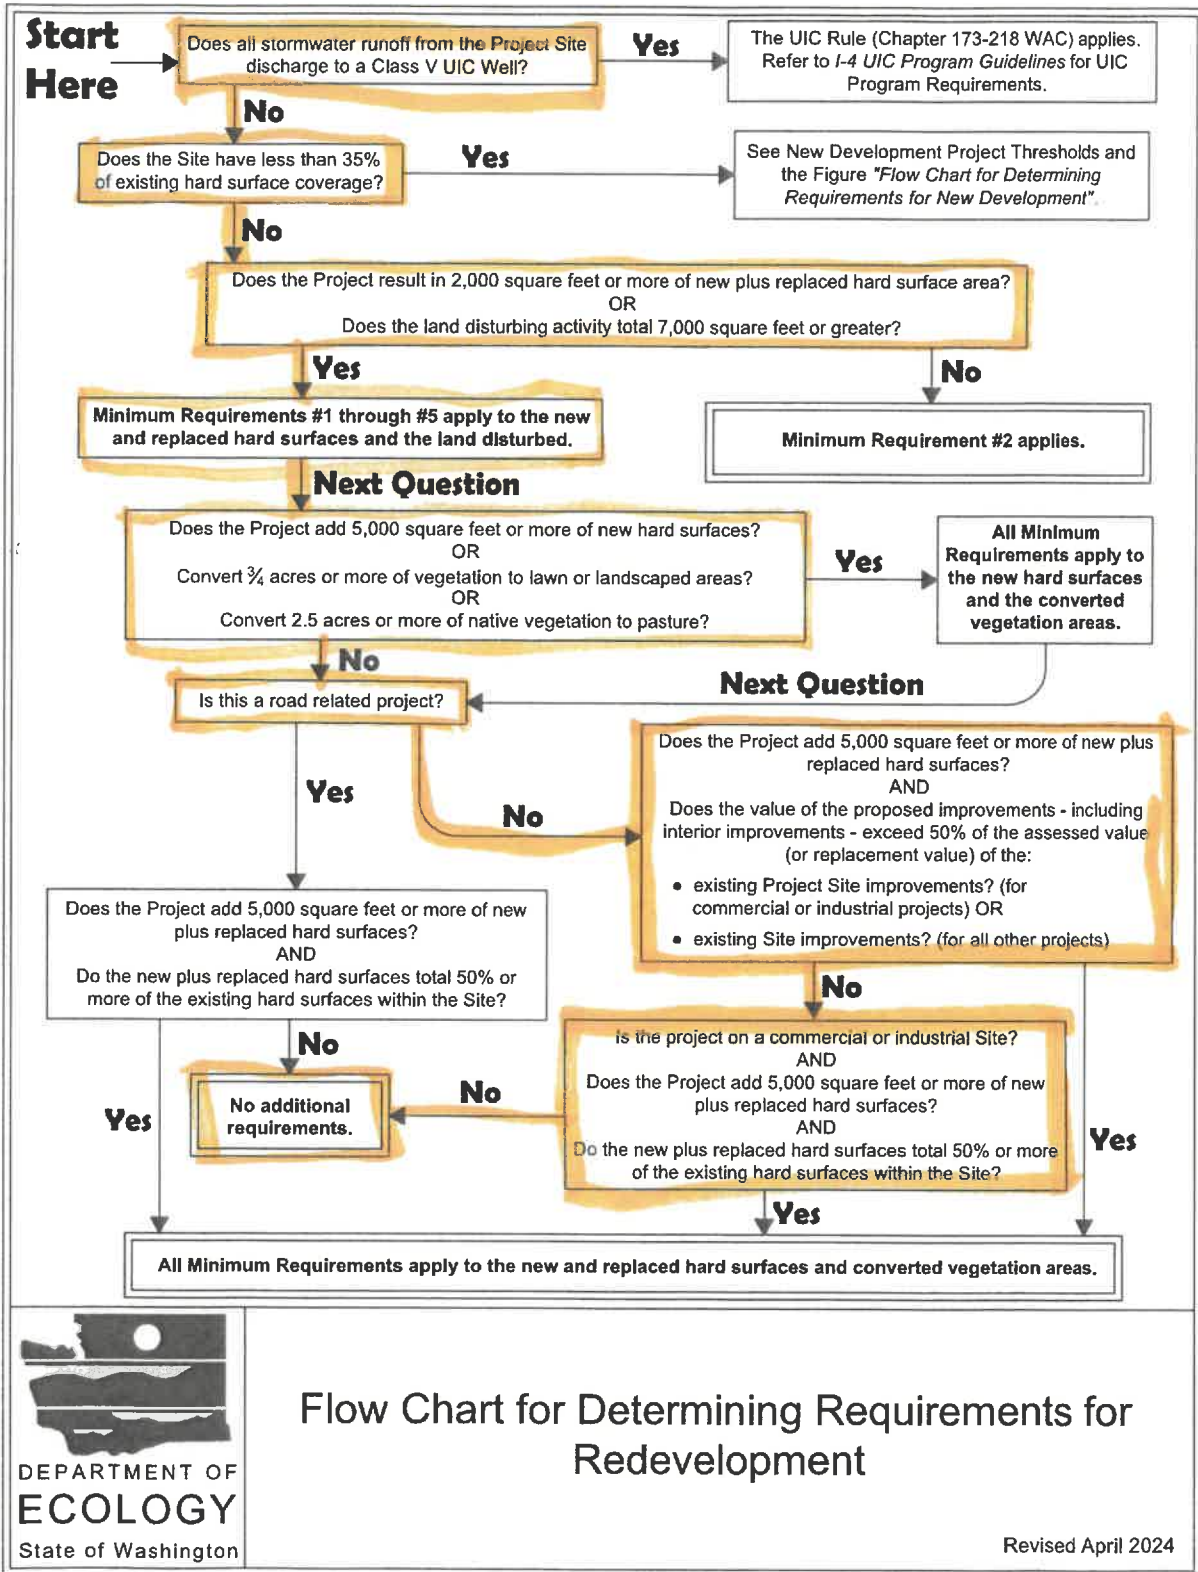 Start
Here
Does all stormwater runoff from the Project Site
discharge to a Class V UIC Well?
Yes
The UIC Rule (Chapter 173-218 WAC) applies.
Refer to I-4 UIC Program Guidelines for UIC
Program Requirements.
No
Does the Site have less than 35%
of existing hard surface coverage?
Yes
See New Development Project Thresholds and
the Figure "Flow Chart for Determining
Requirements for New Development".
No
Does the Project result in 2,000 square feet or more of new plus replaced hard surface area?
OR
Does the land disturbing activity total 7,000 square feet or greater?
Yes
No
Minimum Requirements #1 through #5 apply to the new
and replaced hard surfaces and the land disturbed.
Minimum Requirement #2 applies.
Next Question
Does the Project add 5,000 square feet or more of new hard surfaces?
OR
Convert ¾ acres or more of vegetation to lawn or landscaped areas?
OR
Convert 2.5 acres or more of native vegetation to pasture?
Yes
All Minimum
Requirements apply to
the new hard surfaces
and the converted
vegetation areas.
No
Next Question
Is this a road related project?
Yes
No
Does the Project add 5,000 square feet or more of new plus
replaced hard surfaces?
AND
Does the value of the proposed improvements - including
interior improvements - exceed 50% of the assessed value
(or replacement value) of the:
• existing Project Site improvements? (for
commercial or industrial projects) OR
• existing Site improvements? (for all other projects)
Does the Project add 5,000 square feet or more of new
plus replaced hard surfaces?
AND
Do the new plus replaced hard surfaces total 50% or
more of the existing hard surfaces within the Site?
No
No
Is the project on a commercial or industrial Site?
AND
Does the Project add 5,000 square feet or more of new
plus replaced hard surfaces?
AND
Do the new plus replaced hard surfaces total 50% or more
of the existing hard surfaces within the Site?
No
No additional
requirements.
Yes
Yes
Yes
All Minimum Requirements apply to the new and replaced hard surfaces and converted vegetation areas.
DEPARTMENT OF
ECOLOGY
State of Washington
Flow Chart for Determining Requirements for
Redevelopment
Revised April 2024